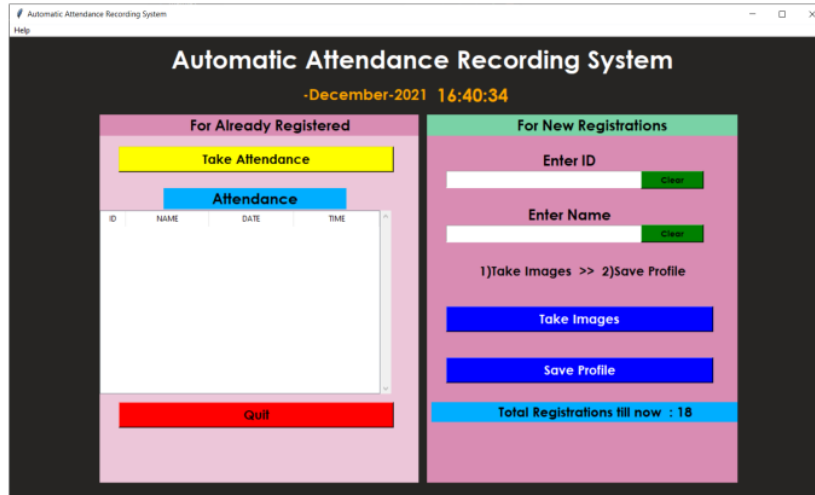 Automatic Attendance Recording System
Help
Automatic Attendance Recording System
-December-2021 16:40:34
For Already Registered
Take Attendance
Attendance
ID NAME DATE TIME
Quit
For New Registrations
Enter ID
Clear
Enter Name
Clear
1)Take Images >> 2)Save Profile
Take Images
Save Profile
Total Registrations till now : 18